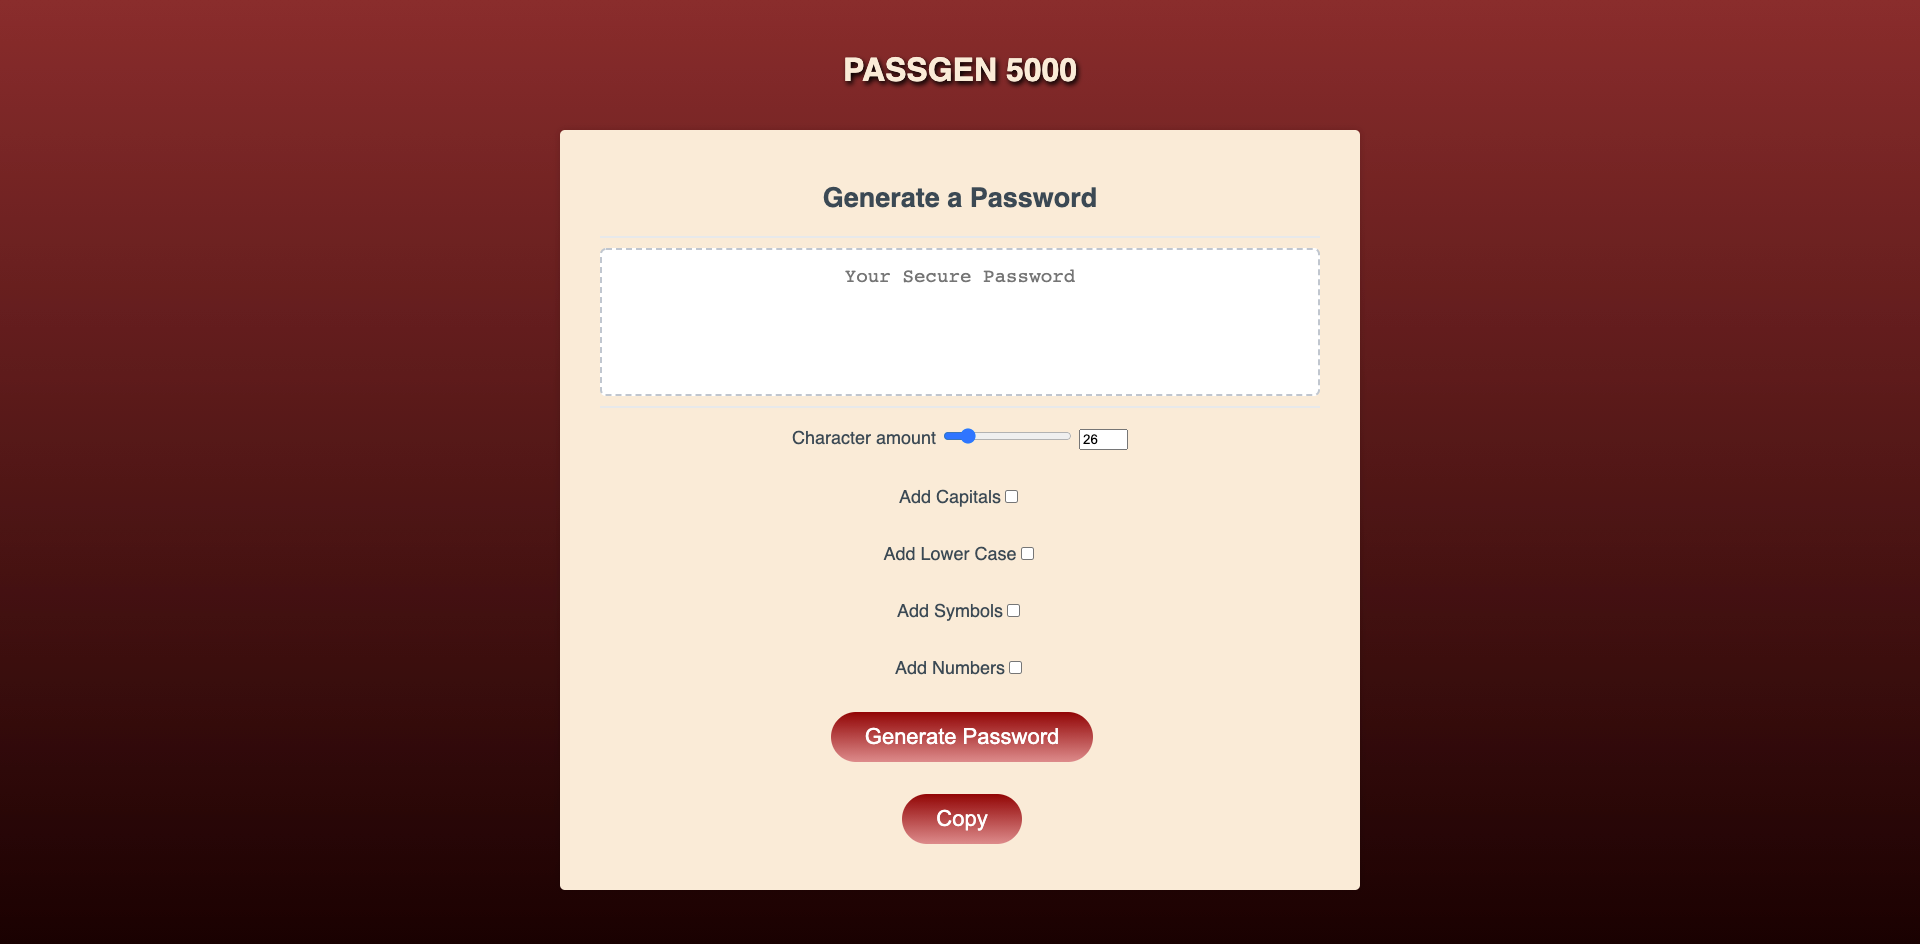 PASSGEN 5000
Generate a Password
Your Secure Password
Character amount 26
Add Capitals
Add Lower Case
Add Symbols
Add Numbers
Generate Password
Copy